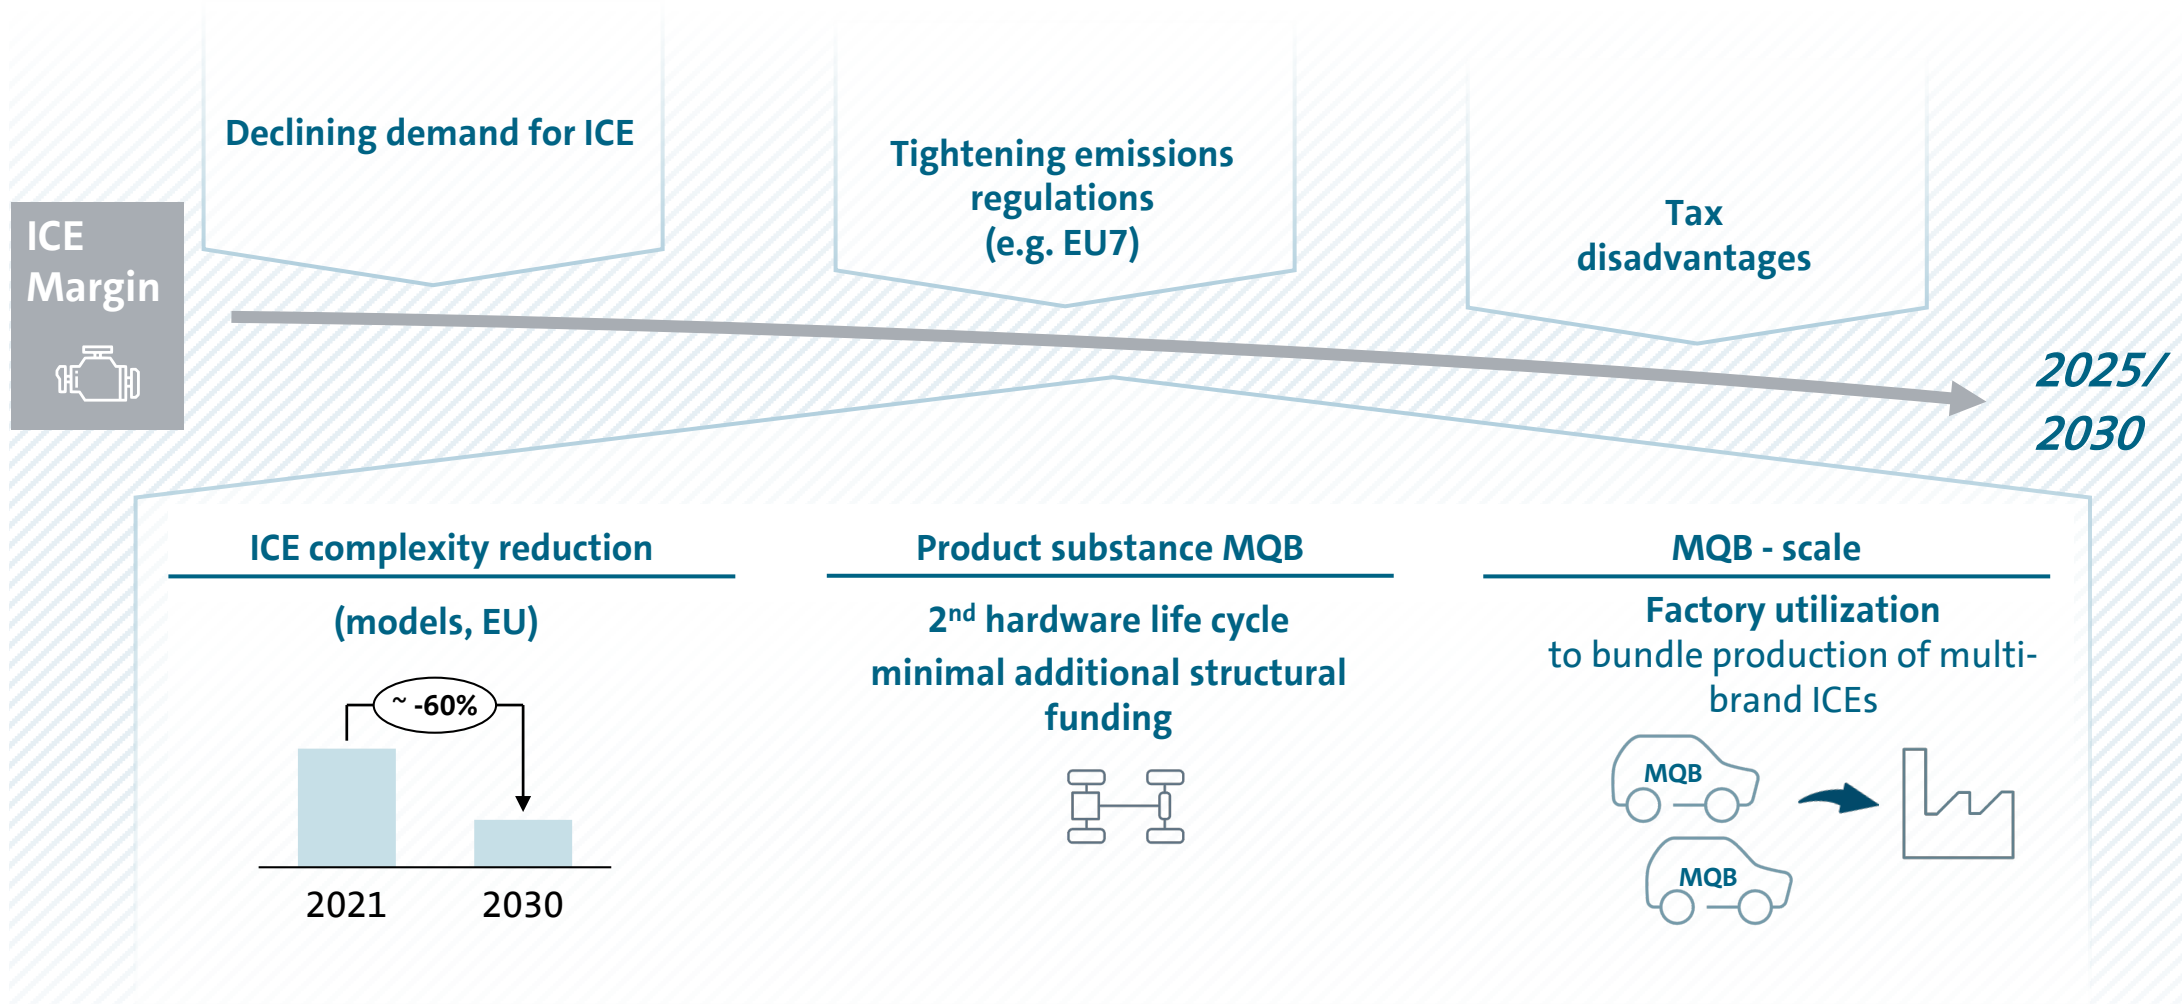 Declining demand for ICE
Tightening emissions
regulations
(e.g. EU7)
Tax
disadvantages
ICE
Margin
2025/
2030
ICE complexity reduction
(models, EU)
~ -60%
2021
2030
Product substance MQB
2nd hardware life cycle
minimal additional structural
funding
MQB - scale
Factory utilization
to bundle production of multi-
brand ICEs
MQB
MQB